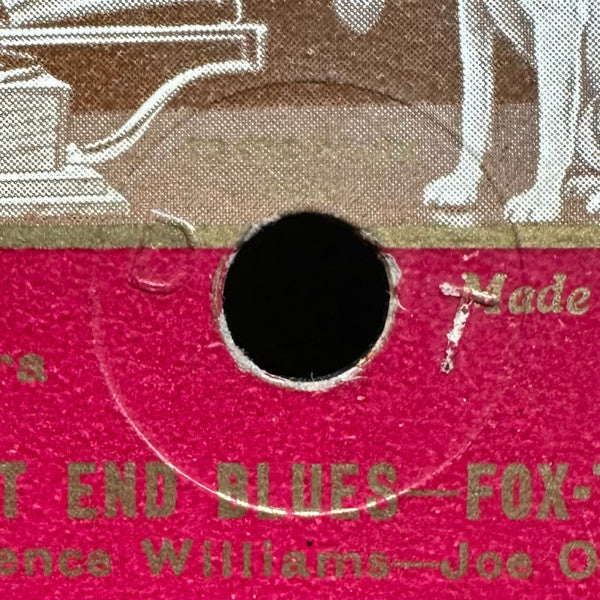 Made
rs
T END BLUES—FOX-T
ence Williams—Joe O